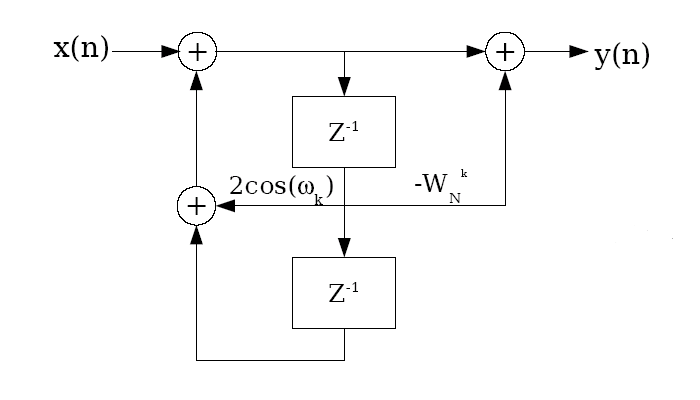 x(n) + + y(n)
Z⁻¹
2cos(ωₖ) -W_N^k
+
Z⁻¹